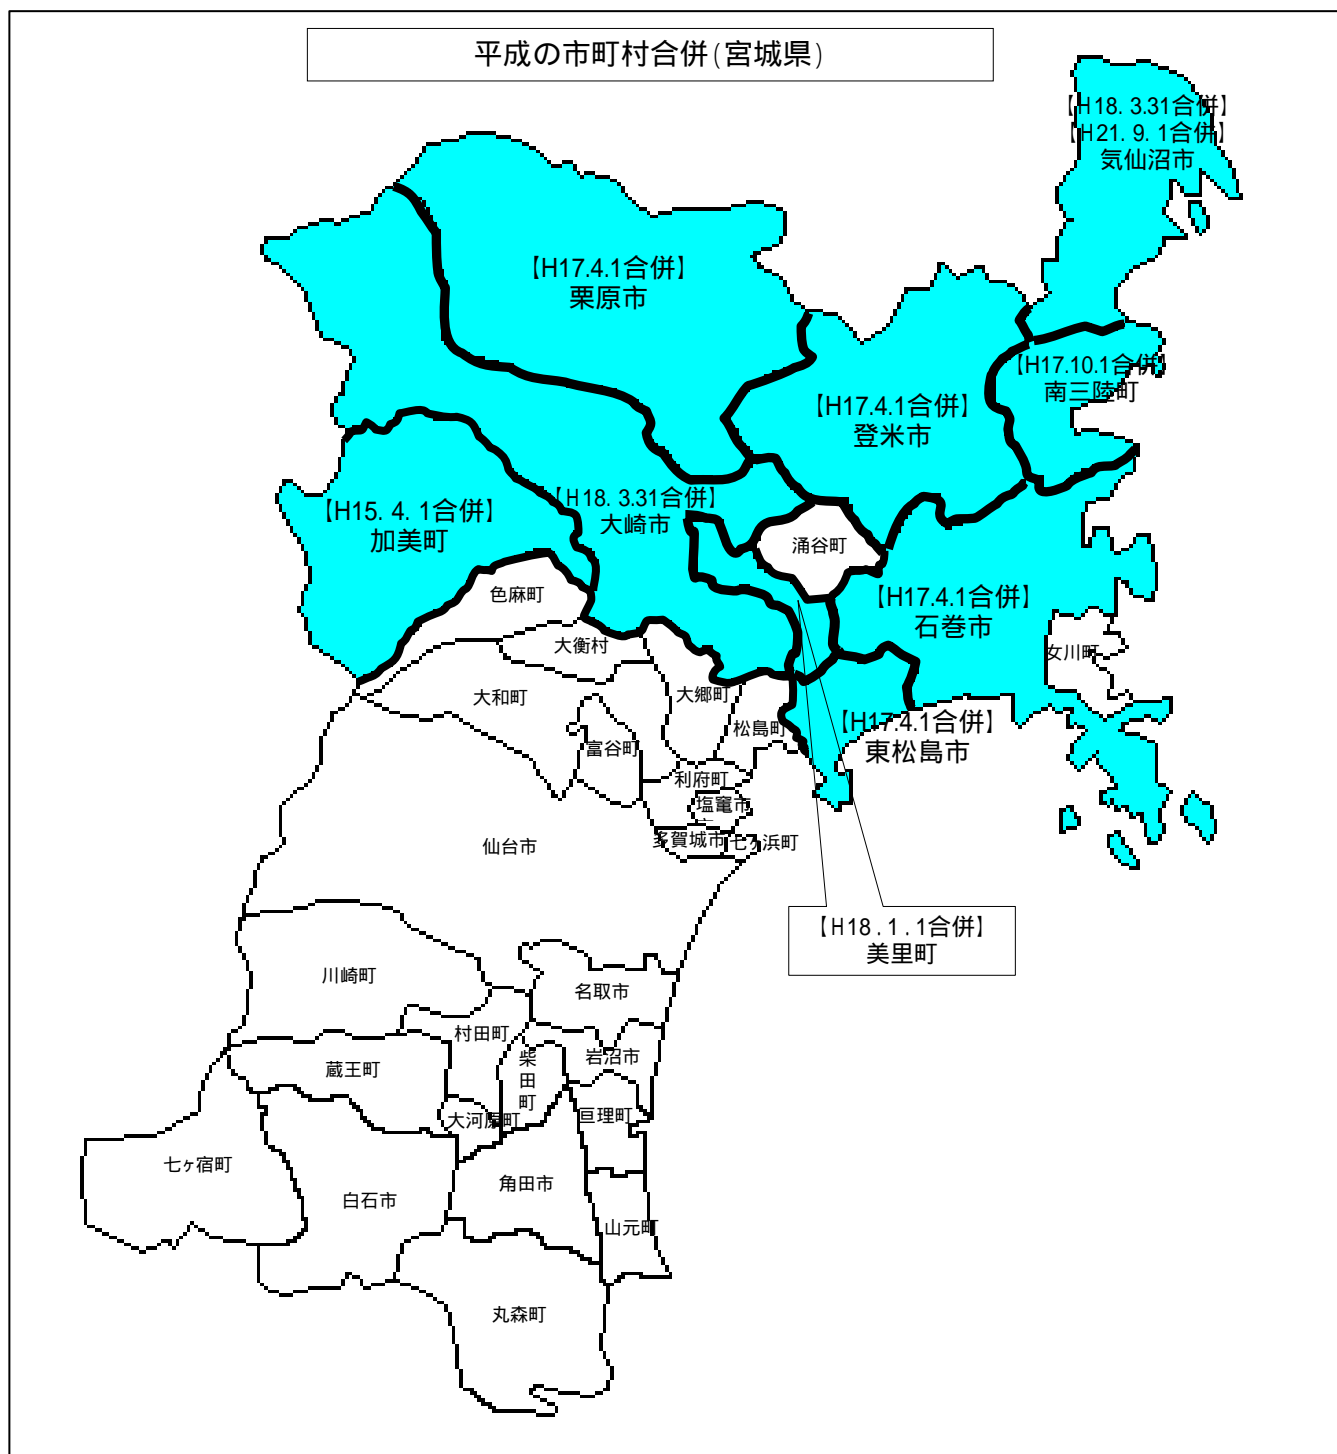 平成の市町村合併(宮城県)
【H18. 3.31合併】
【H21. 9. 1合併】
気仙沼市
【H17.4.1合併】
栗原市
【H17.10.1合併】
南三陸町
【H17.4.1合併】
登米市
【H18. 3.31合併】
大崎市
【H15. 4. 1合併】
加美町
涌谷町
色麻町
【H17.4.1合併】
石巻市
大衡村
女川町
大和町
大郷町
松島町
【H17.4.1合併】
東松島市
富谷町
利府町
塩竈市
多賀城市
七ヶ浜町
仙台市
【H18.1.1合併】
美里町
川崎町
名取市
村田町
岩沼市
蔵王町
柴
田
町
大河原町
亘理町
七ヶ宿町
角田市
白石市
山元町
丸森町